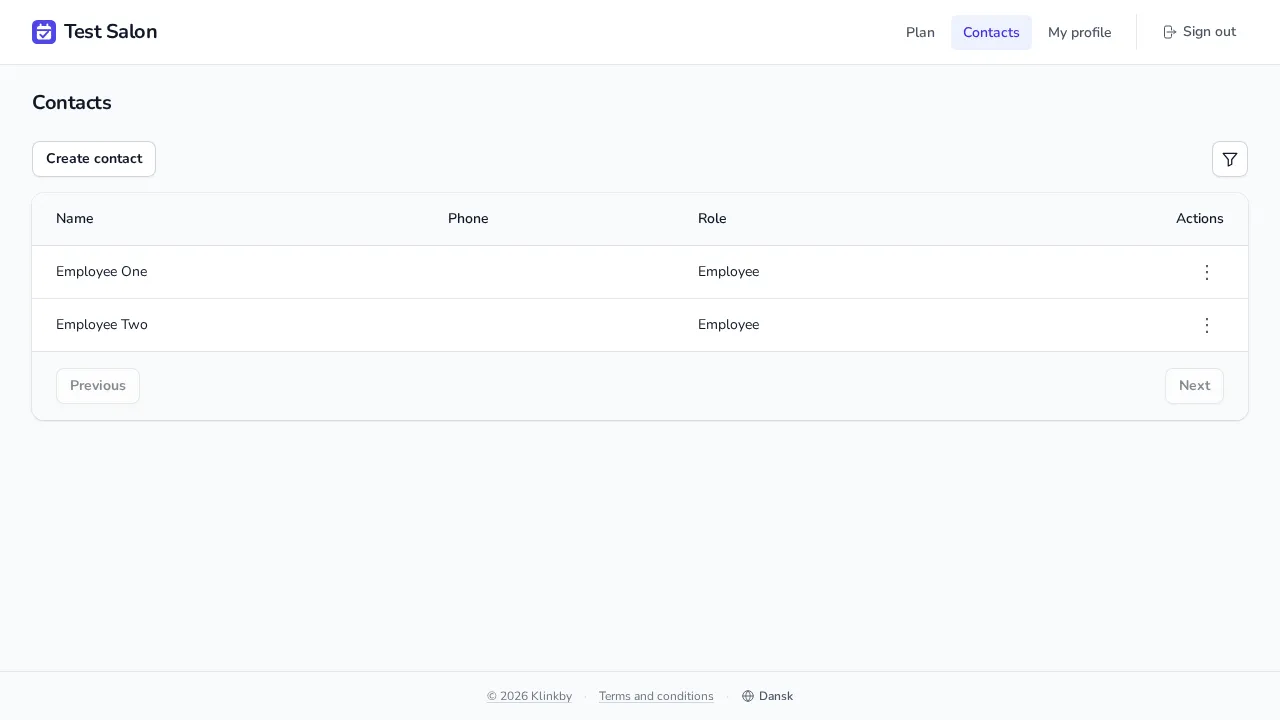 Test Salon
Plan
Contacts
My profile
Sign out
Contacts
Create contact
Name Phone Role Actions
Employee One Employee
Employee Two Employee
Previous Next
© 2026 Klinkby · Terms and conditions · Dansk